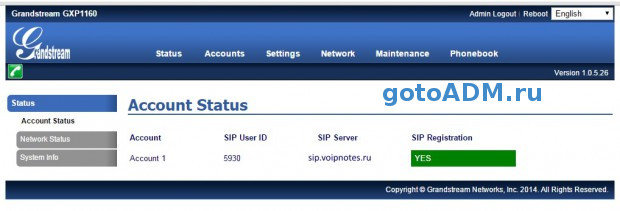 Grandstream GXP1160
Admin Logout | Reboot English
Grandstream
Status Accounts Settings Network Maintenance Phonebook
Version 1.0.5.26
gotoADM.ru
Status
Account Status
Network Status
System Info
Account Status
Account SIP User ID SIP Server SIP Registration
Account 1 5930 sip.voipnotes.ru YES
Copyright © Grandstream Networks, Inc. 2014. All Rights Reserved.